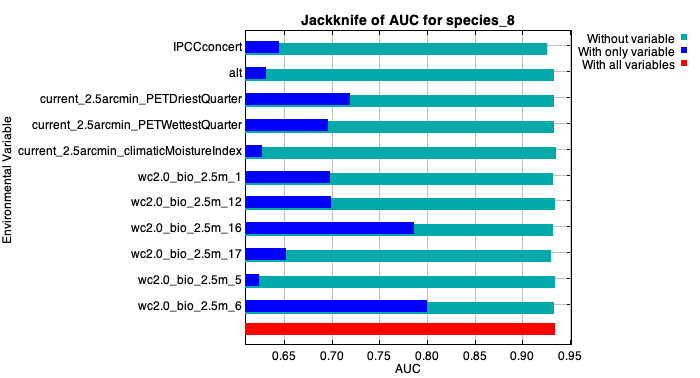 Jackknife of AUC for species_8
Without variable
With only variable
With all variables
Environmental Variable
IPCCconcert
alt
current_2.5arcmin_PETDriestQuarter
current_2.5arcmin_PETWettestQuarter
current_2.5arcmin_climaticMoistureIndex
wc2.0_bio_2.5m_1
wc2.0_bio_2.5m_12
wc2.0_bio_2.5m_16
wc2.0_bio_2.5m_17
wc2.0_bio_2.5m_5
wc2.0_bio_2.5m_6
0.65 0.70 0.75 0.80 0.85 0.90 0.95
AUC